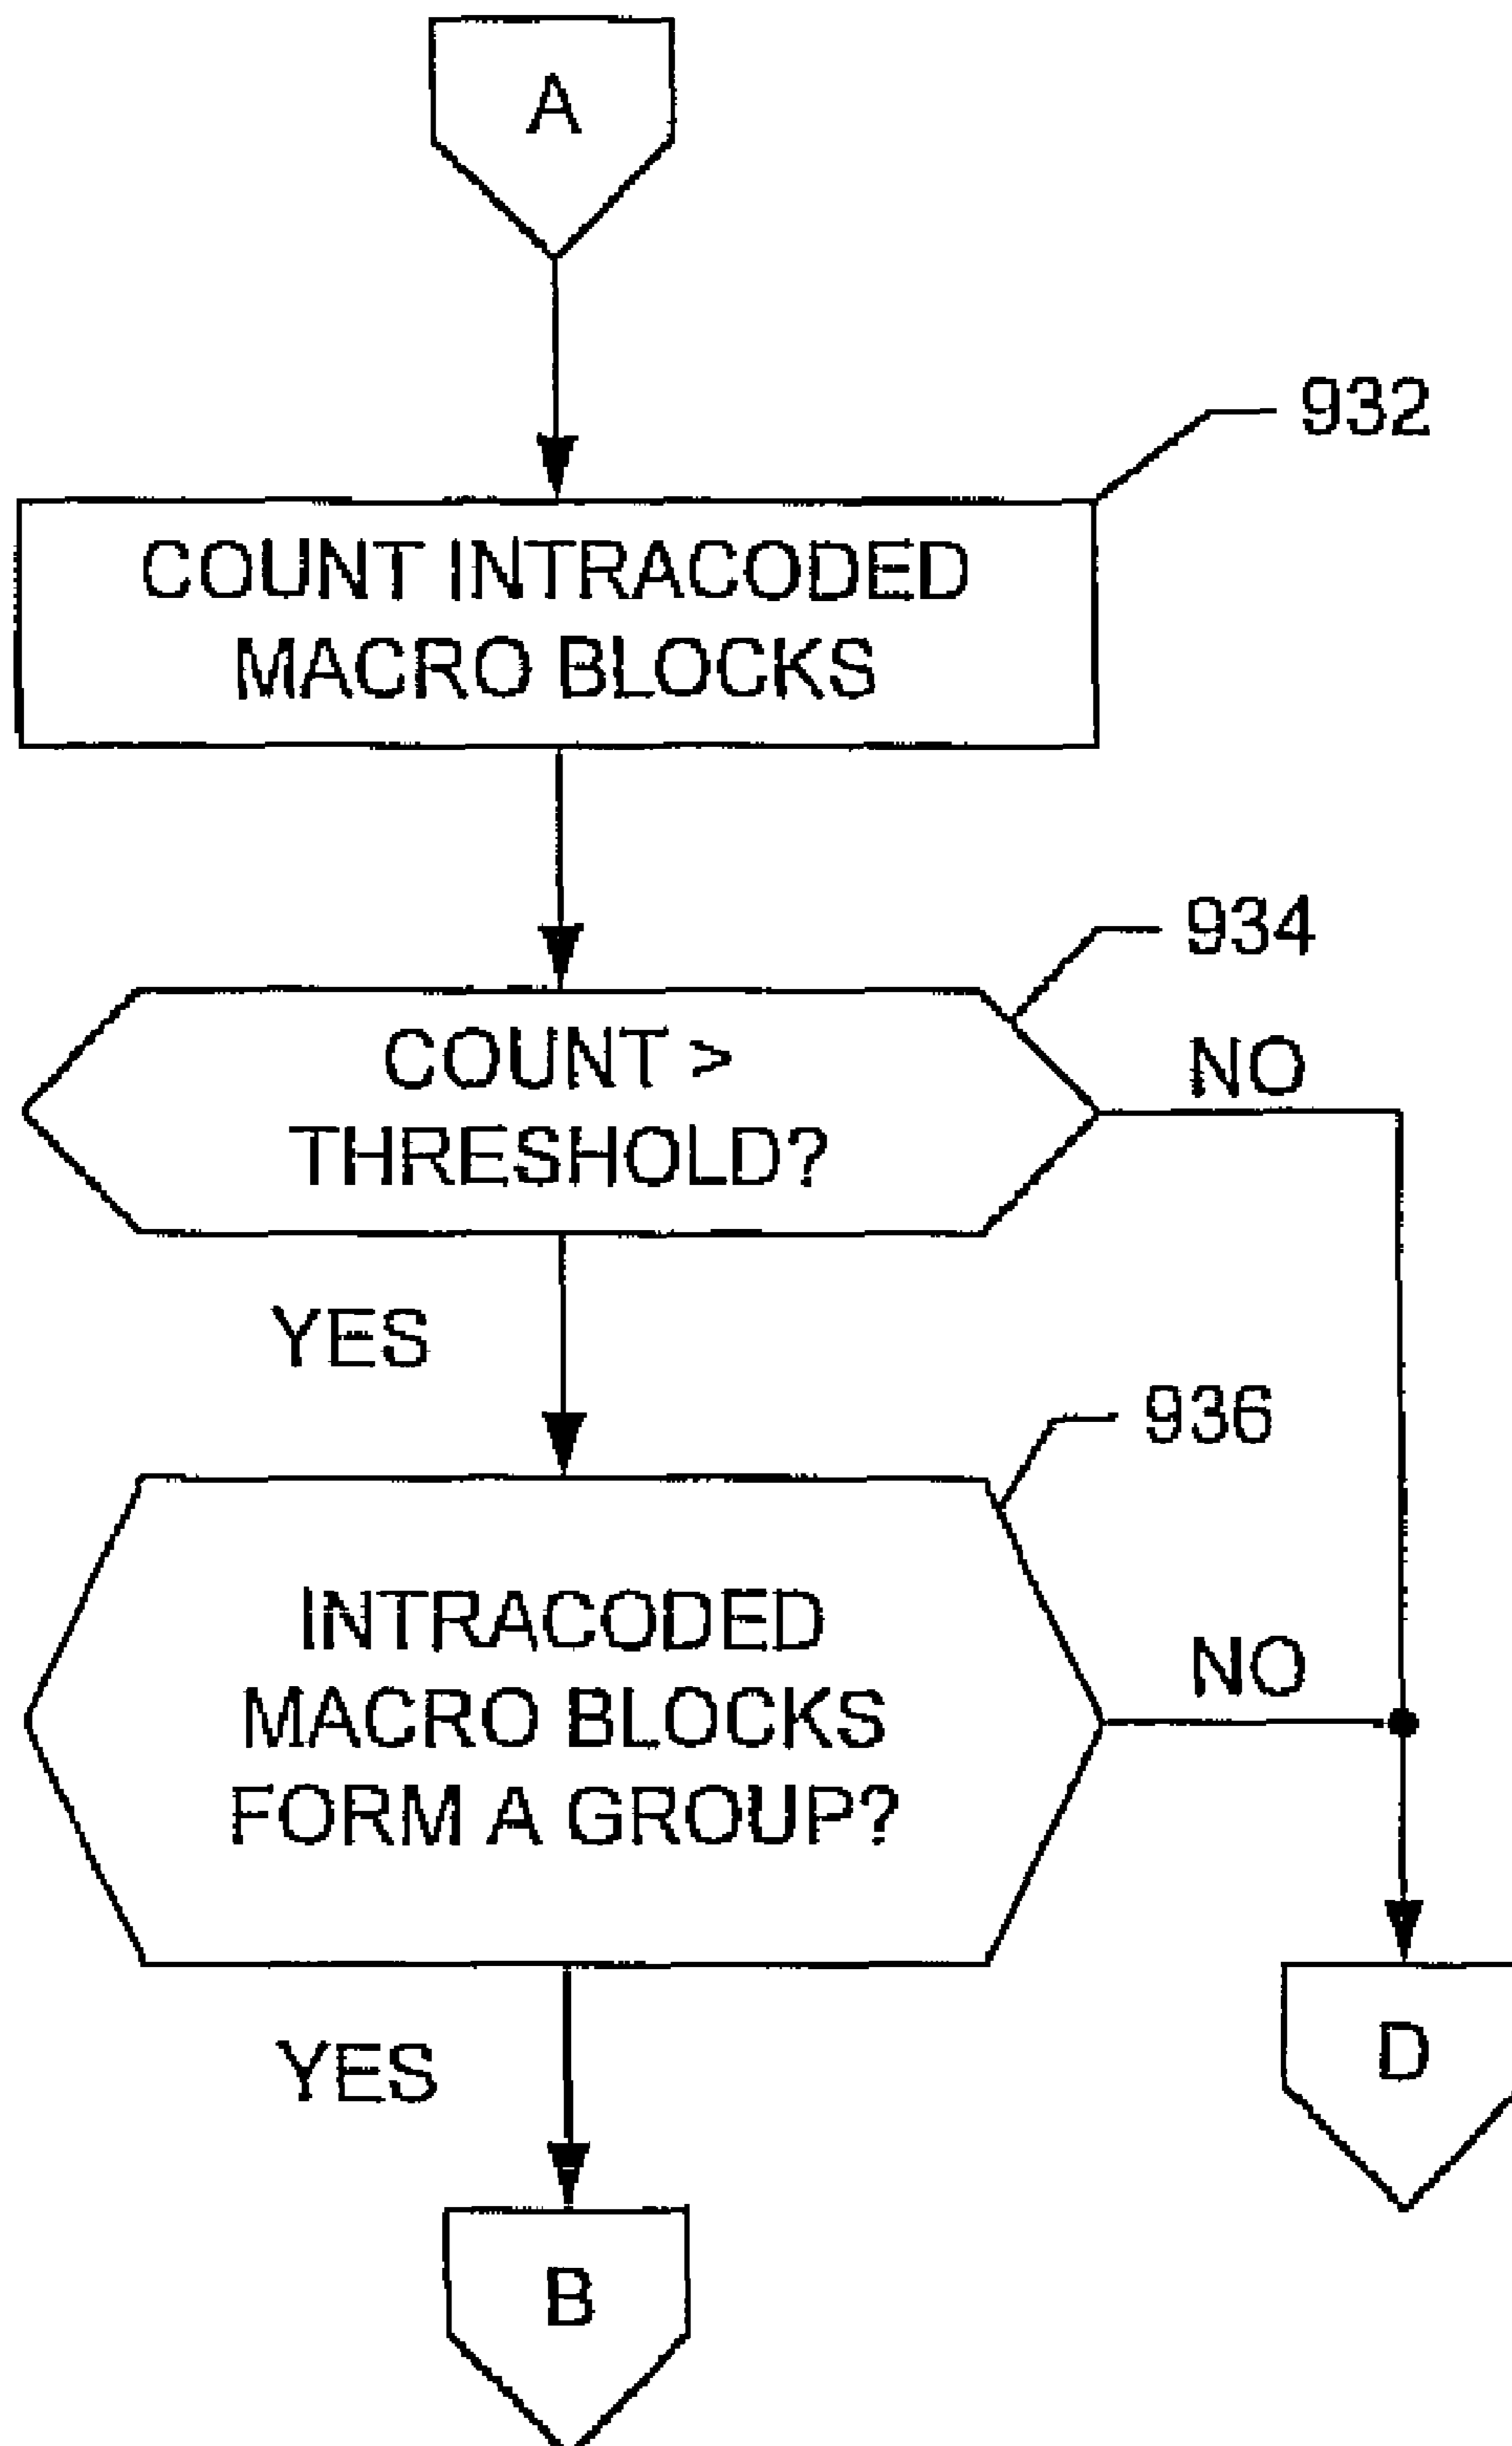 A
932
COUNT INTRACODED
MACRO BLOCKS
934
COUNT >
THRESHOLD?
NO
YES
936
INTRACODED
MACRO BLOCKS
FORM A GROUP?
NO
YES
D
B